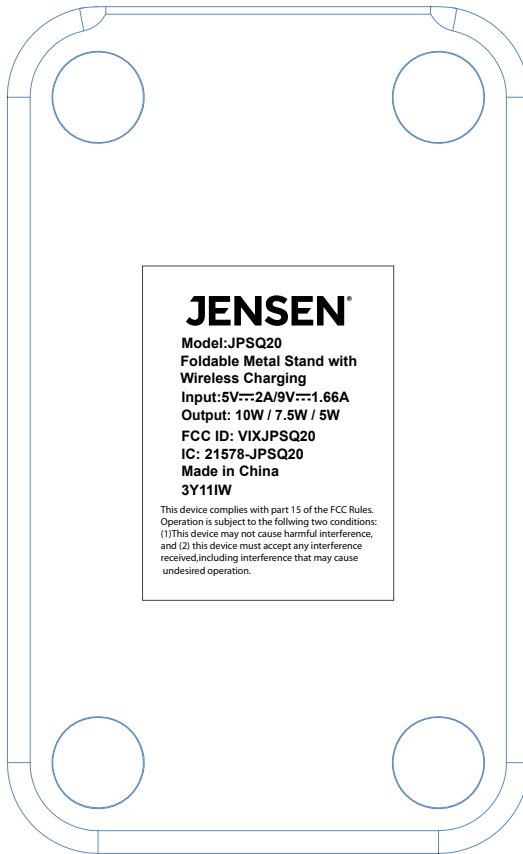 JENSEN®
Model:JPSQ20
Foldable Metal Stand with
Wireless Charging
Input:5V⎓2A/9V⎓1.66A
Output: 10W / 7.5W / 5W
FCC ID: VIXJPSQ20
IC: 21578-JPSQ20
Made in China
3Y11IW
This device complies with part 15 of the FCC Rules.
Operation is subject to the follwing two conditions:
(1)This device may not cause harmful interference,
and (2) this device must accept any interference
received,including interference that may cause
undesired operation.